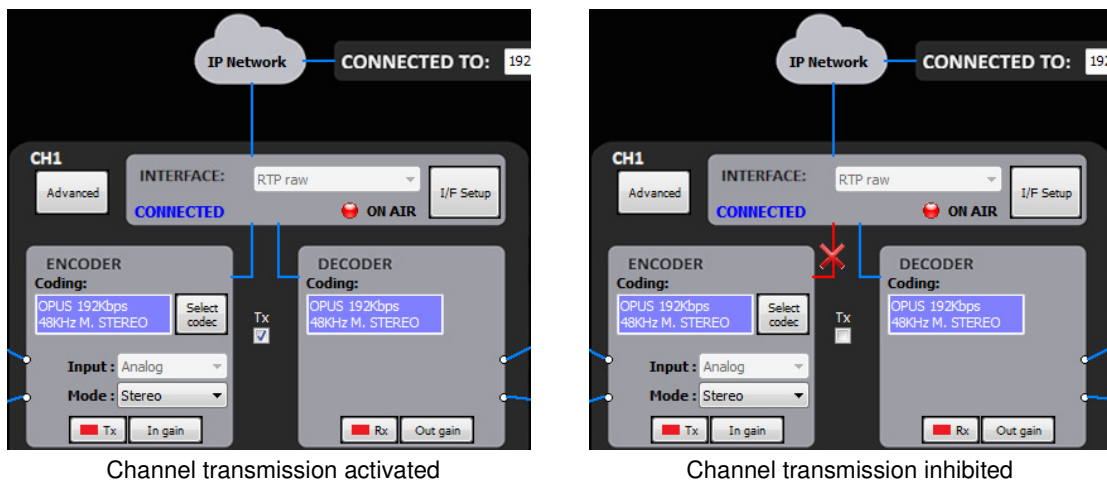 IP Network
CONNECTED TO: 192
CH1
Advanced
INTERFACE: RTP raw
I/F Setup
CONNECTED
ON AIR
ENCODER
Coding:
OPUS 192Kbps
48KHz M. STEREO
Select
codec
Tx
Input : Analog
Mode : Stereo
Tx In gain
DECODER
Coding:
OPUS 192Kbps
48KHz M. STEREO
Rx Out gain
Channel transmission activated
IP Network
CONNECTED TO: 192
CH1
Advanced
INTERFACE: RTP raw
I/F Setup
CONNECTED
ON AIR
ENCODER
Coding:
OPUS 192Kbps
48KHz M. STEREO
Select
codec
Tx
Input : Analog
Mode : Stereo
Tx In gain
DECODER
Coding:
OPUS 192Kbps
48KHz M. STEREO
Rx Out gain
Channel transmission inhibited